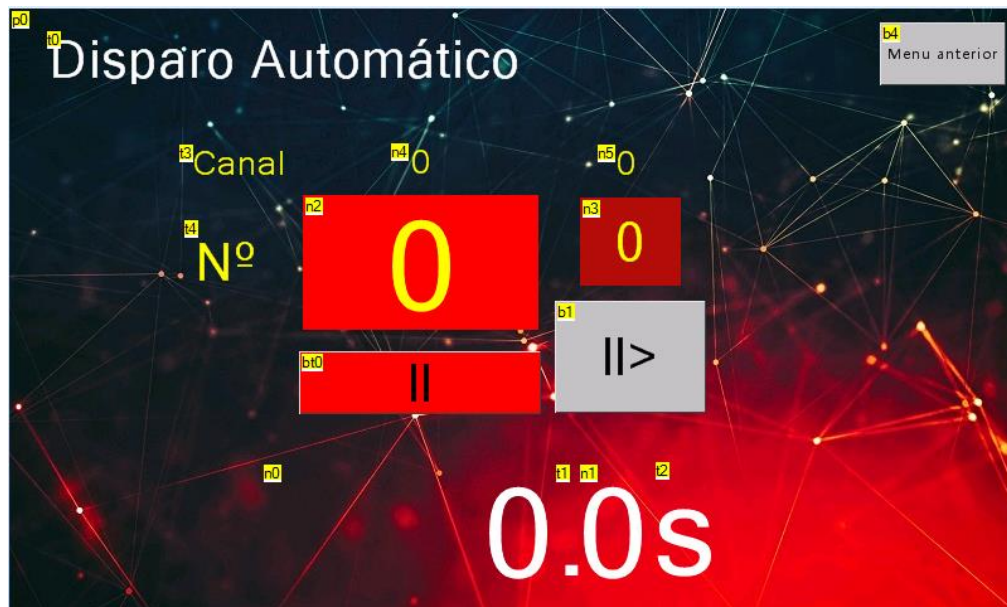 p0
t0 Disparo Automático
b4 Menu anterior
t3 Canal n4 0 n5 0
t4 Nº n2 0 n3 0
bt0 || b1 ||>
n0 0 t1 . n1 0 t2 s